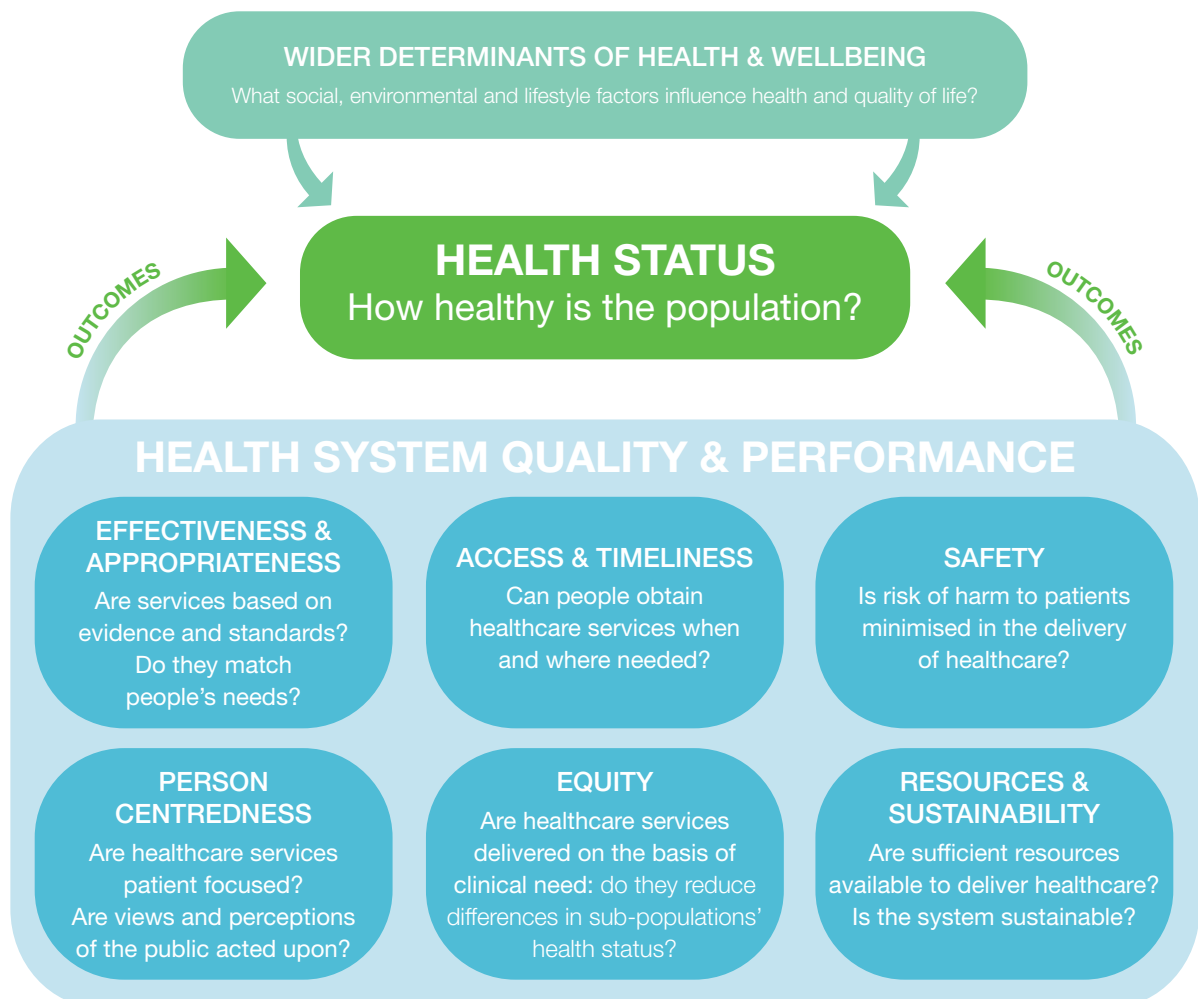 WIDER DETERMINANTS OF HEALTH & WELLBEING
What social, environmental and lifestyle factors influence health and quality of life?
HEALTH STATUS
How healthy is the population?
OUTCOMES
OUTCOMES
HEALTH SYSTEM QUALITY & PERFORMANCE
EFFECTIVENESS &
APPROPRIATENESS
Are services based on
evidence and standards?
Do they match
people’s needs?
ACCESS & TIMELINESS
Can people obtain
healthcare services when
and where needed?
SAFETY
Is risk of harm to patients
minimised in the delivery
of healthcare?
PERSON
CENTREDNESS
Are healthcare services
patient focused?
Are views and perceptions
of the public acted upon?
EQUITY
Are healthcare services
delivered on the basis of
clinical need: do they reduce
differences in sub-populations’
health status?
RESOURCES &
SUSTAINABILITY
Are sufficient resources
available to deliver healthcare?
Is the system sustainable?